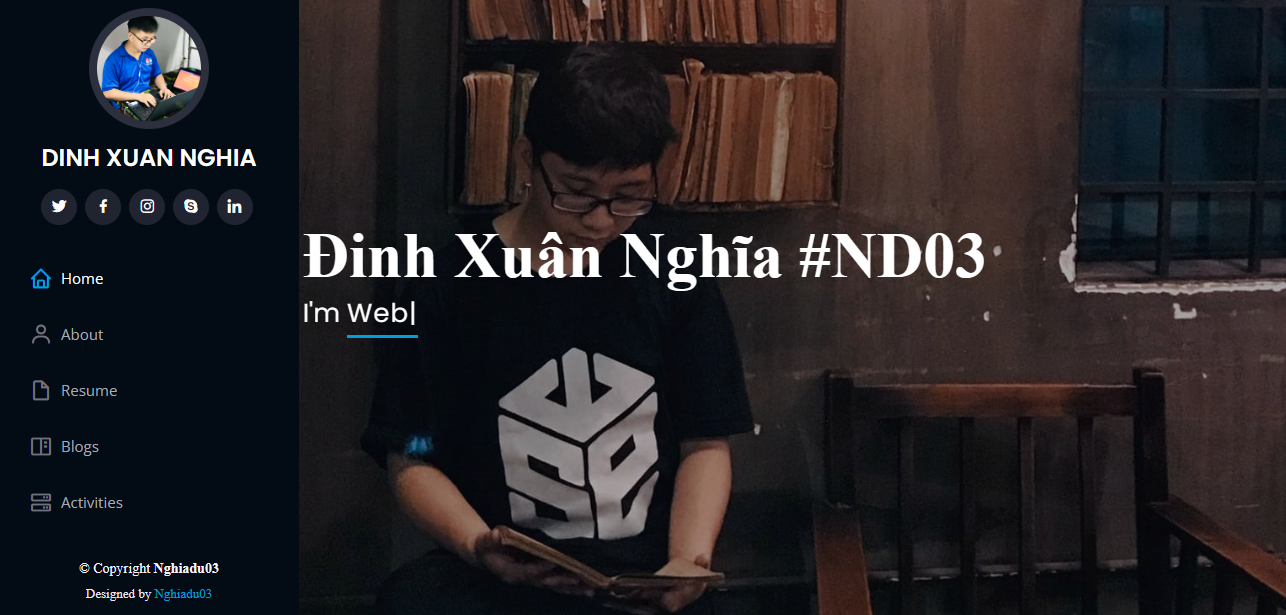 DINH XUAN NGHIA
Home
About
Resume
Blogs
Activities
© Copyright Nghiadu03
Designed by Nghiadu03
Đinh Xuân Nghĩa #ND03
I'm Web|